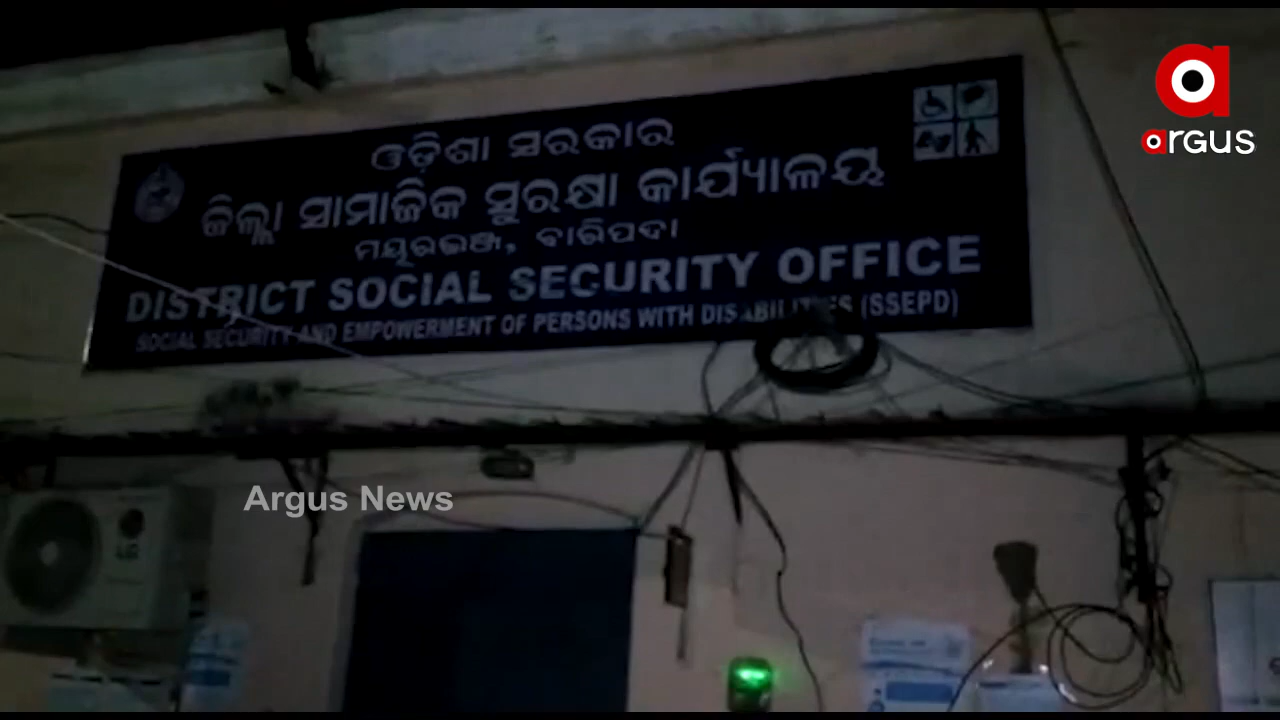 ଓଡ଼ିଶା ସରକାର
ଜିଲ୍ଲା ସାମାଜିକ ସୁରକ୍ଷା କାର୍ଯ୍ୟାଳୟ
ମୟୂରଭଞ୍ଜ, ବାରିପଦା
DISTRICT SOCIAL SECURITY OFFICE
SOCIAL SECURITY AND EMPOWERMENT OF PERSONS WITH DISABILITIES (SSEPD)
argus
Argus News
LG